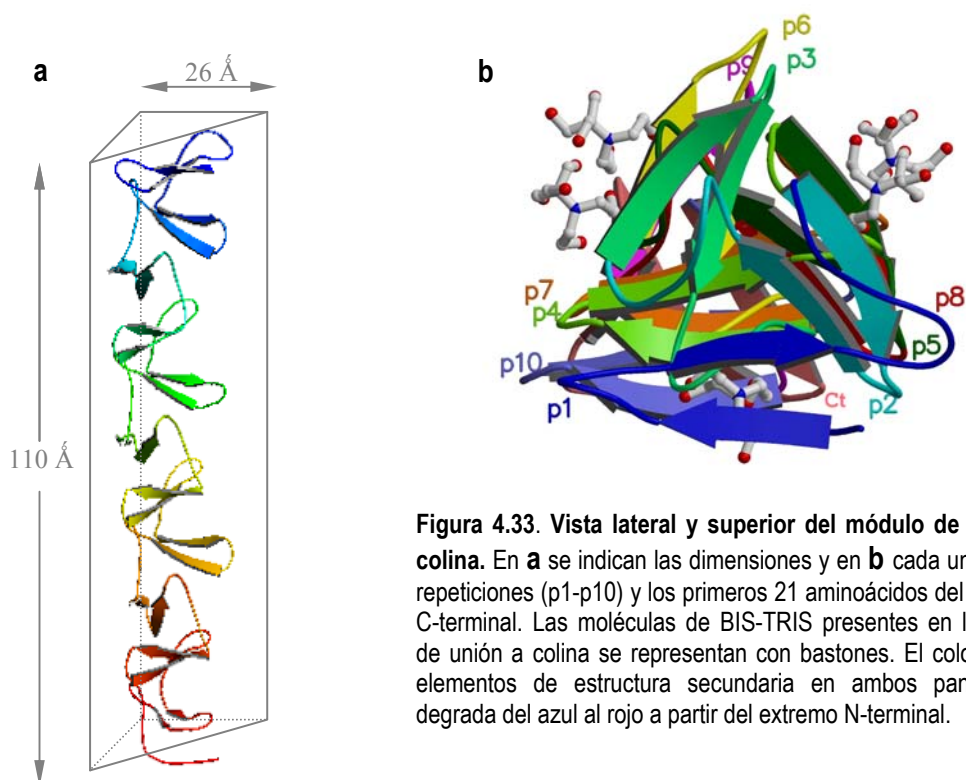 a
26 Å
110 Å
b
p6
p9
p3
p7
p4
p8
p10
p5
p1
Ct
p2
Figura 4.33. Vista lateral y superior del módulo de
colina. En a se indican las dimensiones y en b cada
repeticiones (p1-p10) y los primeros 21 aminoácidos del
C-terminal. Las moléculas de BIS-TRIS presentes en
de unión a colina se representan con bastones. El
elementos de estructura secundaria en ambos
degrada del azul al rojo a partir del extremo N-terminal.